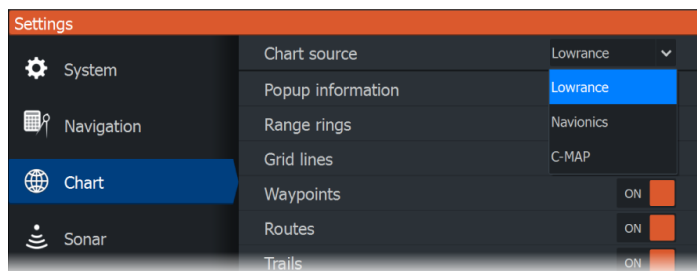 Settings
System
Navigation
Chart
Sonar
Chart source
Lowrance
Popup information
Lowrance
Range rings
Navionics
Grid lines
C-MAP
Waypoints
ON
Routes
ON
Trails
ON